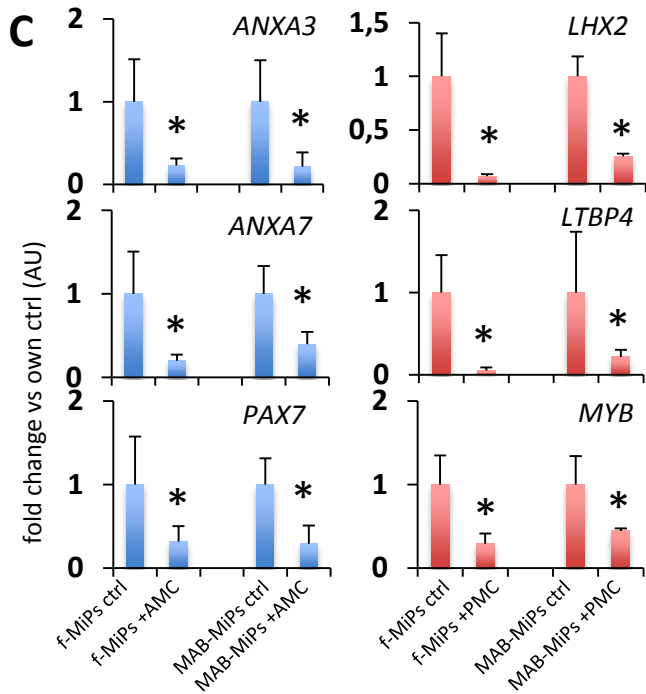 C
ANXA3
2
1
0
*
*
LHX2
1,5
1
0,5
0
*
*
fold change vs own ctrl (AU)
ANXA7
2
1
0
*
*
LTBP4
2
1
0
*
*
PAX7
2
1
0
*
*
MYB
2
1
0
*
*
f-MiPs ctrl
f-MiPs +AMC
MAB-MiPs ctrl
MAB-MiPs +AMC
f-MiPs ctrl
f-MiPs +PMC
MAB-MiPs ctrl
MAB-MiPs +PMC